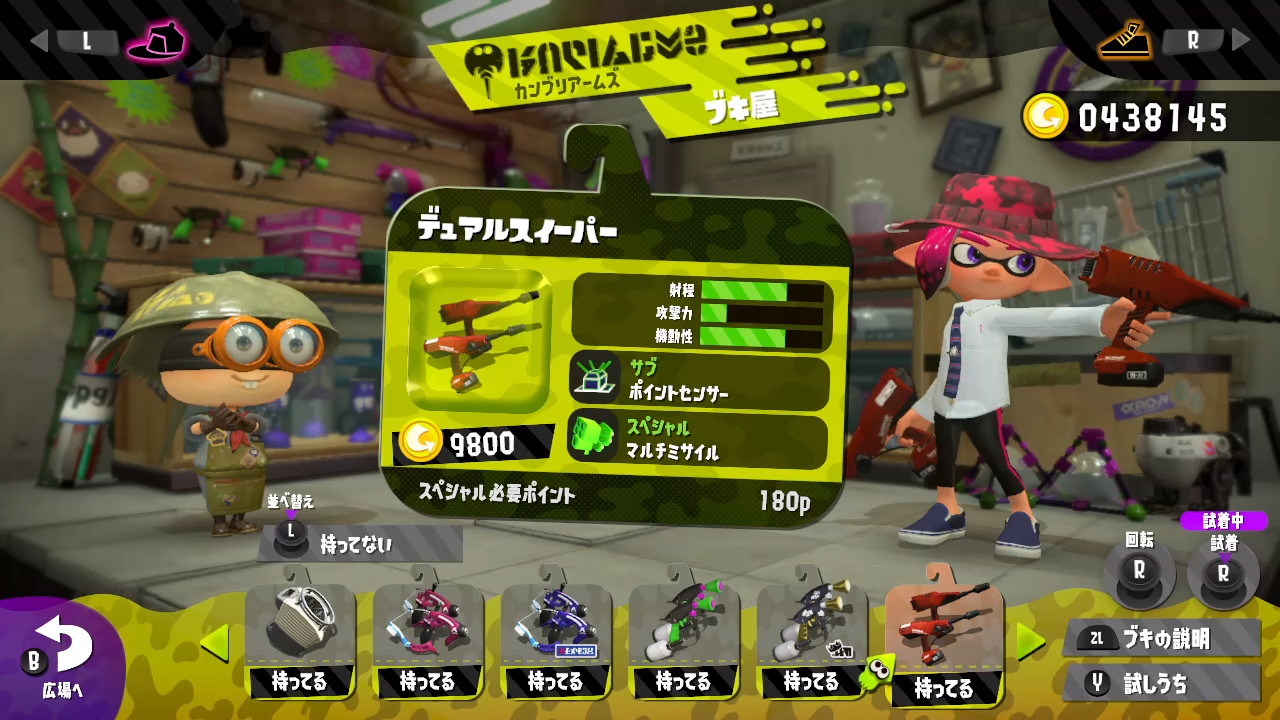 L
R
カンブリアームズ
ブキ屋
0438145
デュアルスイーパー
射程
攻撃力
機動性
サブ
ポイントセンサー
スペシャル
マルチミサイル
9800
スペシャル必要ポイント 180p
並べ替え
L 持ってない
試着中
回転 試着
R R
持ってる 持ってる 持ってる 持ってる 持ってる 持ってる
ZL ブキの説明
Y 試しうち
B
広場へ